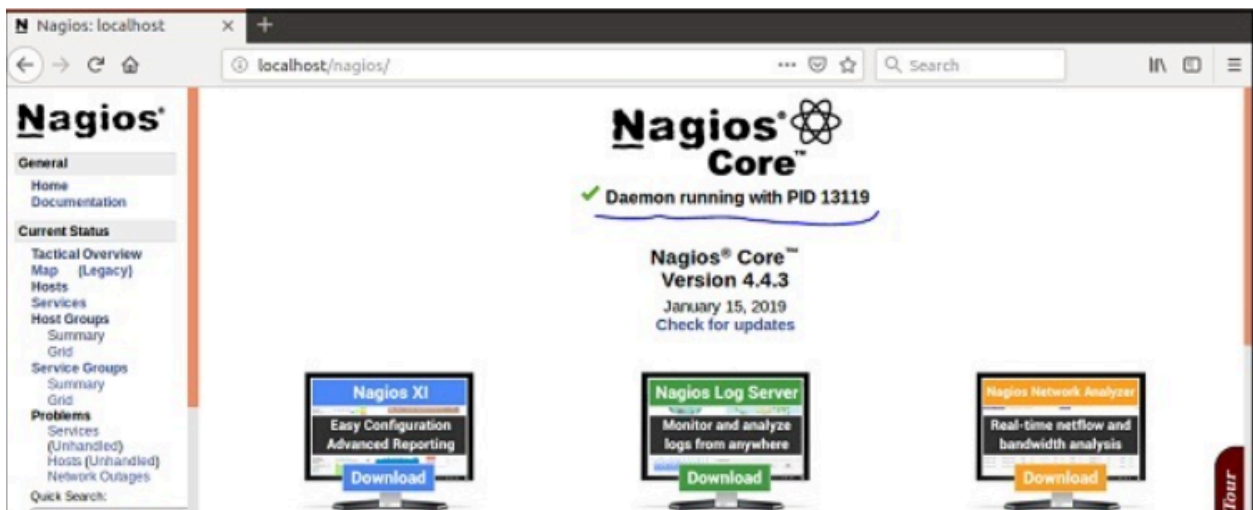 Nagios: localhost
localhost/nagios/
Search
Nagios®
General
Home
Documentation
Current Status
Tactical Overview
Map (Legacy)
Hosts
Services
Host Groups
Summary
Grid
Service Groups
Summary
Grid
Problems
Services
(Unhandled)
Hosts (Unhandled)
Network Outages
Quick Search:
Nagios®
Core™
Daemon running with PID 13119
Nagios® Core™
Version 4.4.3
January 15, 2019
Check for updates
Nagios XI
Easy Configuration
Advanced Reporting
Download
Nagios Log Server
Monitor and analyze
logs from anywhere
Download
Nagios Network Analyzer
Real-time netflow and
bandwidth analysis
Download
Tour